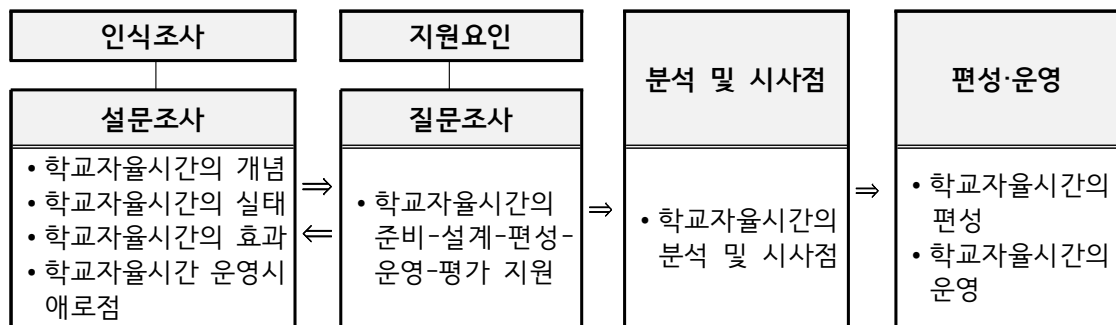 인식조사
설문조사
• 학교자율시간의 개념
• 학교자율시간의 실태
• 학교자율시간의 효과
• 학교자율시간 운영시
애로점
⇒
⇐
지원요인
질문조사
• 학교자율시간의
준비-설계-편성-
운영-평가 지원
⇒
분석 및 시사점
• 학교자율시간의
분석 및 시사점
⇒
편성·운영
• 학교자율시간의
편성
• 학교자율시간의
운영